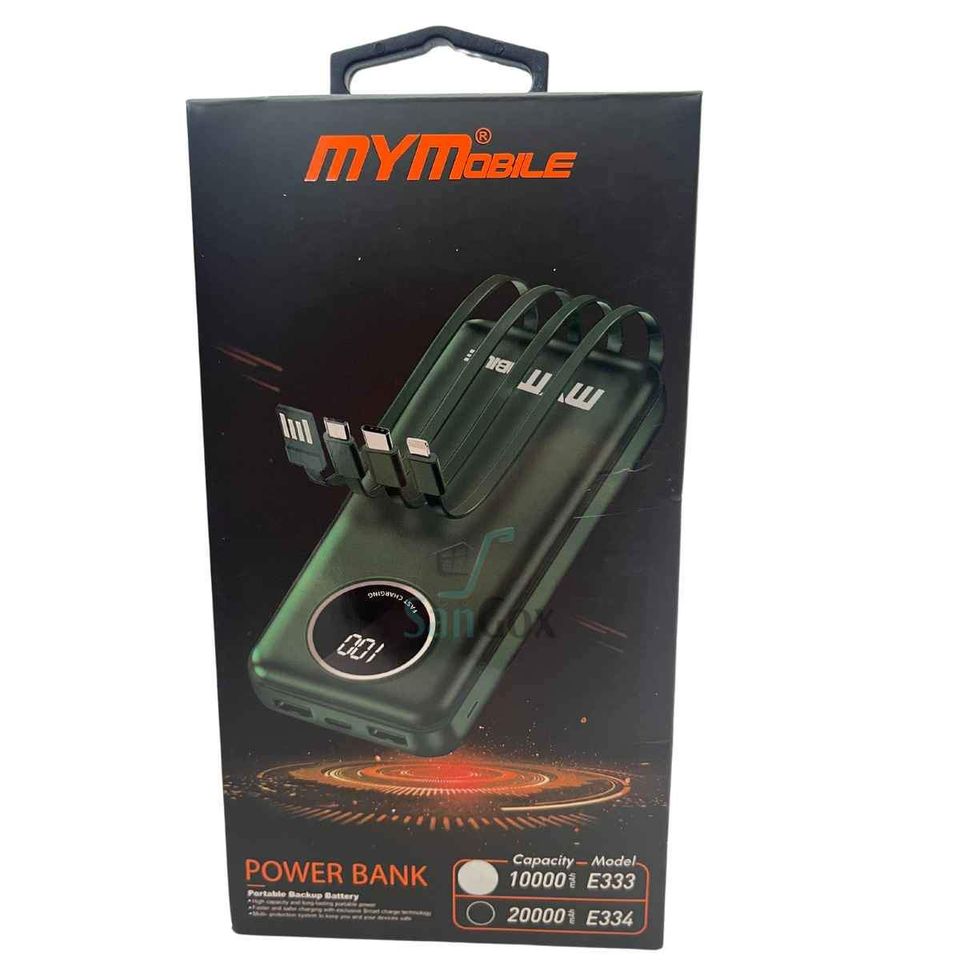 MYMOBILE®
MYMOBILE
FAST CHARGING
100
SanGox
POWER BANK
Portable Backup Battery
• High capacity and long-lasting portable power
• Faster and safer charging with exclusive Smart charge technology
• Multi- protection system to keep you and your devices safe
Capacity Model
10000 mAh E333
20000 mAh E334